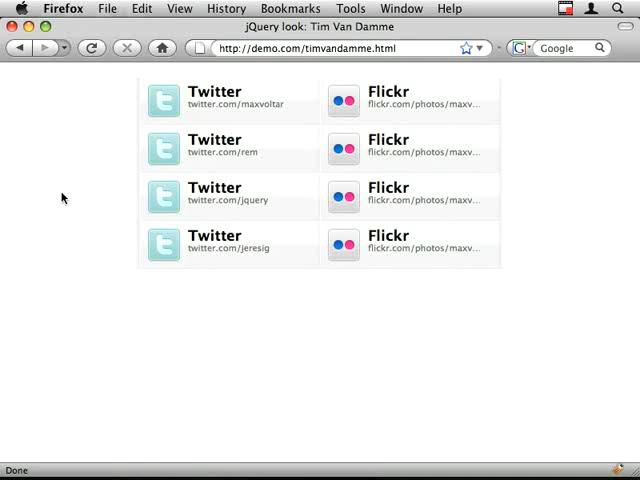 Firefox File Edit View History Bookmarks Tools Window Help
jQuery look: Tim Van Damme
http://demo.com/timvandamme.html
G Google
Twitter Flickr
twitter.com/maxvoltar flickr.com/photos/maxv...
Twitter Flickr
twitter.com/rem flickr.com/photos/maxv...
Twitter Flickr
twitter.com/jquery flickr.com/photos/maxv...
Twitter Flickr
twitter.com/jeresig flickr.com/photos/maxv...
Done